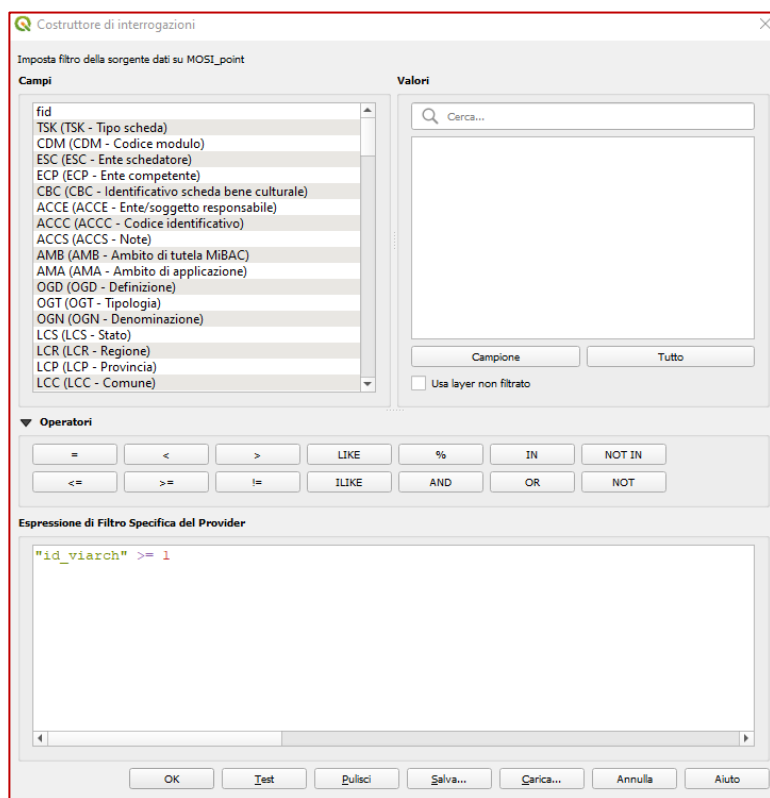 Costruttore di interrogazioni
Imposta filtro della sorgente dati su MOSI_point
Campi
fid
TSK (TSK - Tipo scheda)
CDM (CDM - Codice modulo)
ESC (ESC - Ente schedatore)
ECP (ECP - Ente competente)
CBC (CBC - Identificativo scheda bene culturale)
ACCE (ACCE - Ente/soggetto responsabile)
ACCC (ACCC - Codice identificativo)
ACCS (ACCS - Note)
AMB (AMB - Ambito di tutela MiBAC)
AMA (AMA - Ambito di applicazione)
OGD (OGD - Definizione)
OGT (OGT - Tipologia)
OGN (OGN - Denominazione)
LCS (LCS - Stato)
LCR (LCR - Regione)
LCP (LCP - Provincia)
LCC (LCC - Comune)
Valori
Cerca...
Campione Tutto
Usa layer non filtrato
Operatori
= < > LIKE % IN NOT IN
<= >= != ILIKE AND OR NOT
Espressione di Filtro Specifica del Provider
"id_viarch" >= 1
OK Test Pulisci Salva... Carica... Annulla Aiuto